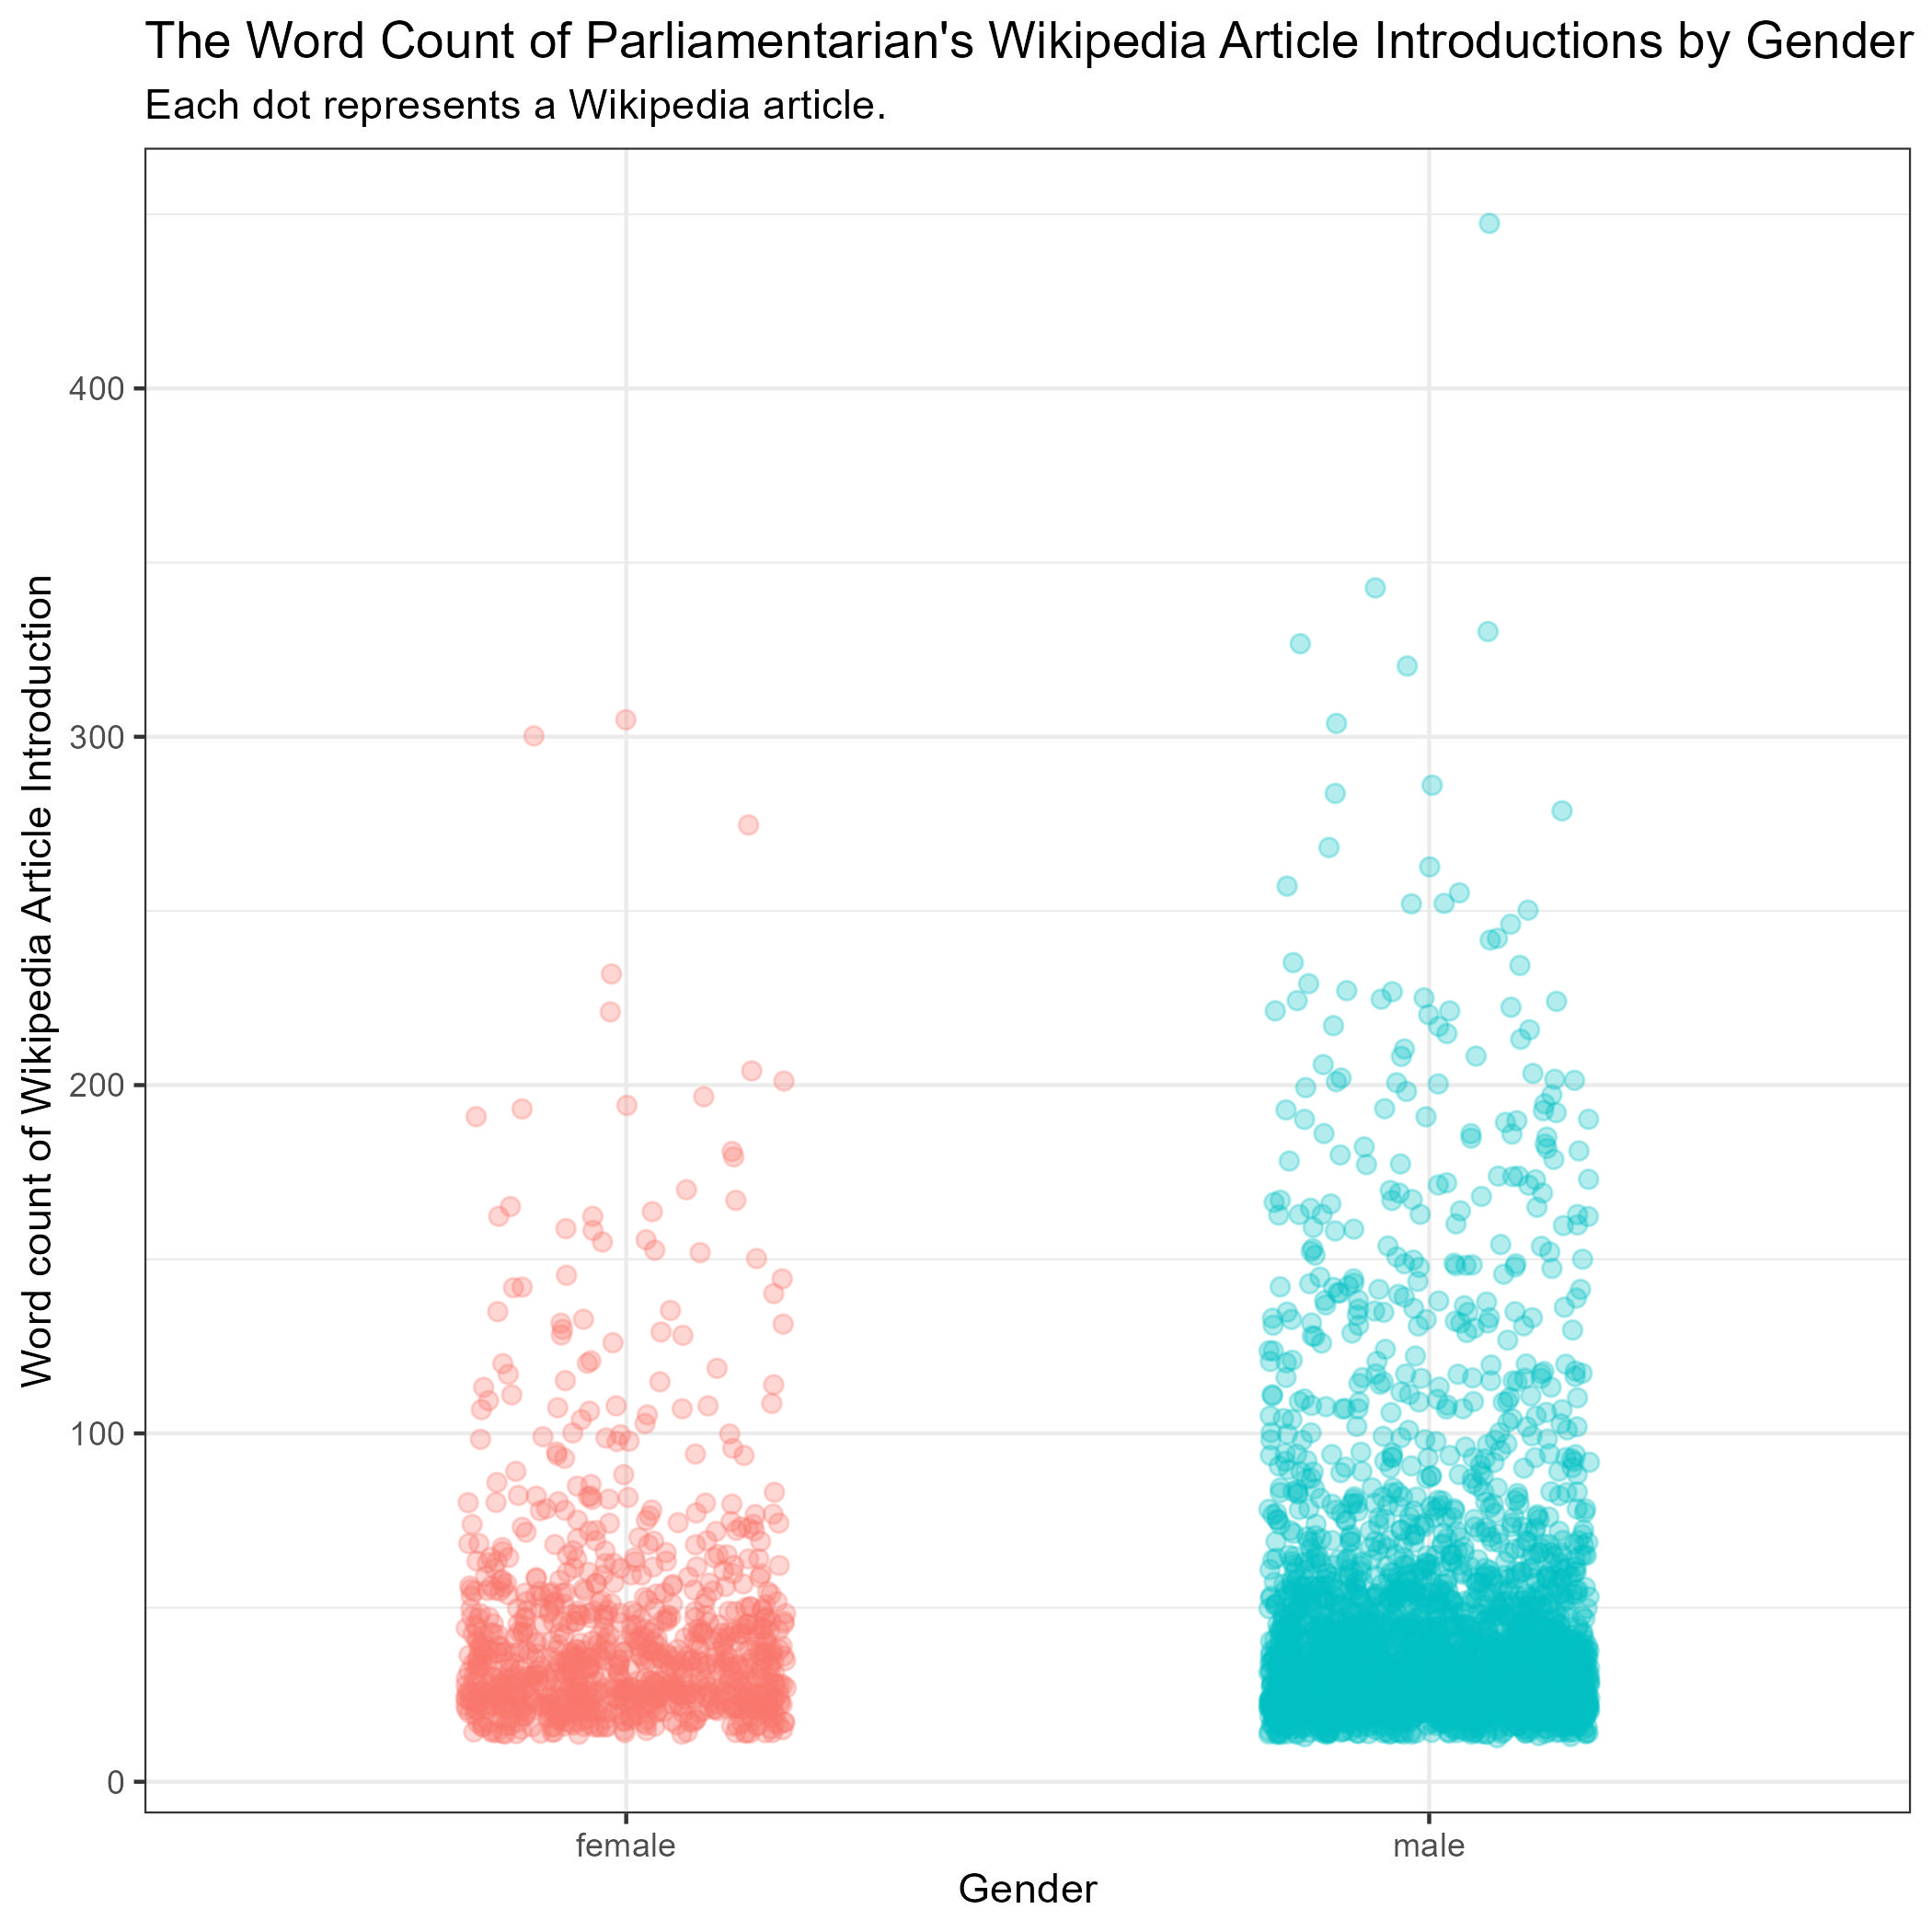 The Word Count of Parliamentarian's Wikipedia Article Introductions by Gender
Each dot represents a Wikipedia article.
Word count of Wikipedia Article Introduction
400
300
200
100
0
female
male
Gender